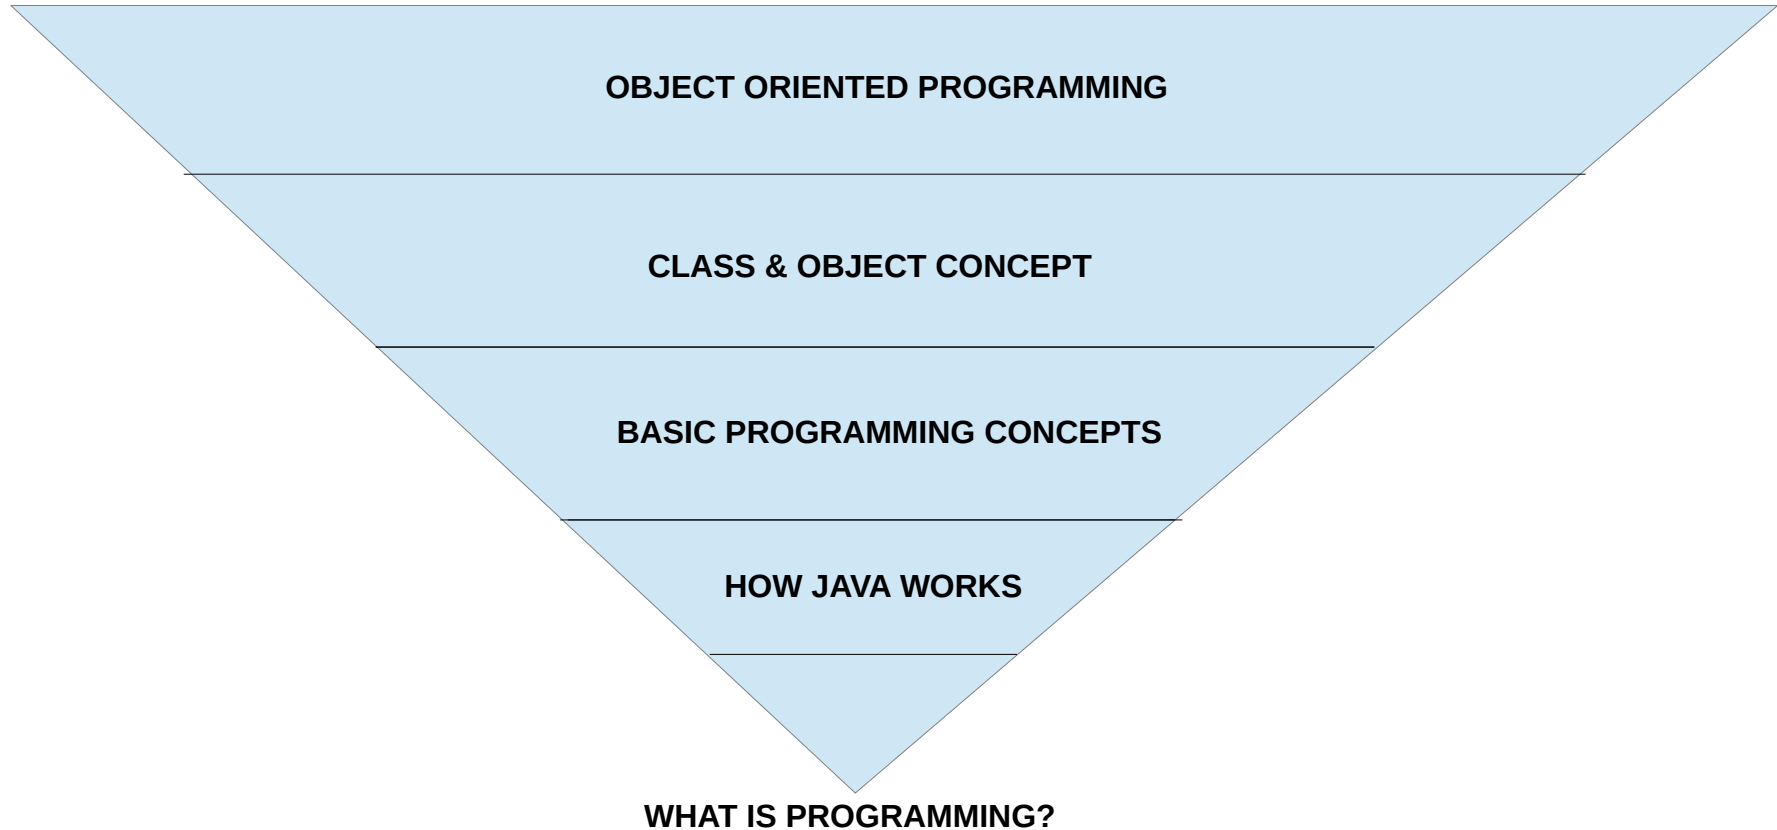 OBJECT ORIENTED PROGRAMMING
CLASS & OBJECT CONCEPT
BASIC PROGRAMMING CONCEPTS
HOW JAVA WORKS
WHAT IS PROGRAMMING?